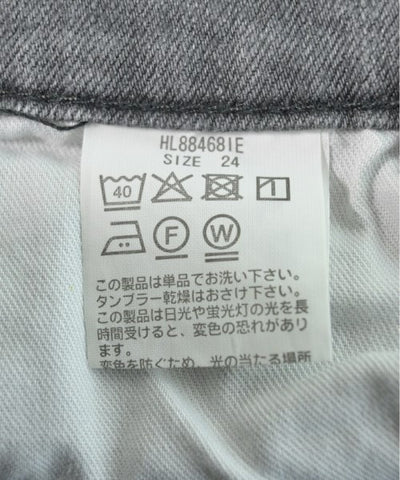 HL884681E
SIZE 24
40
F W
この製品は単品でお洗い下さい。
タンブラー乾燥はおさけ下さい。
この製品は日光や蛍光灯の光を長
時間受けると、変色の恐れがあり
ます。
変色を防ぐため、光の当たる場所